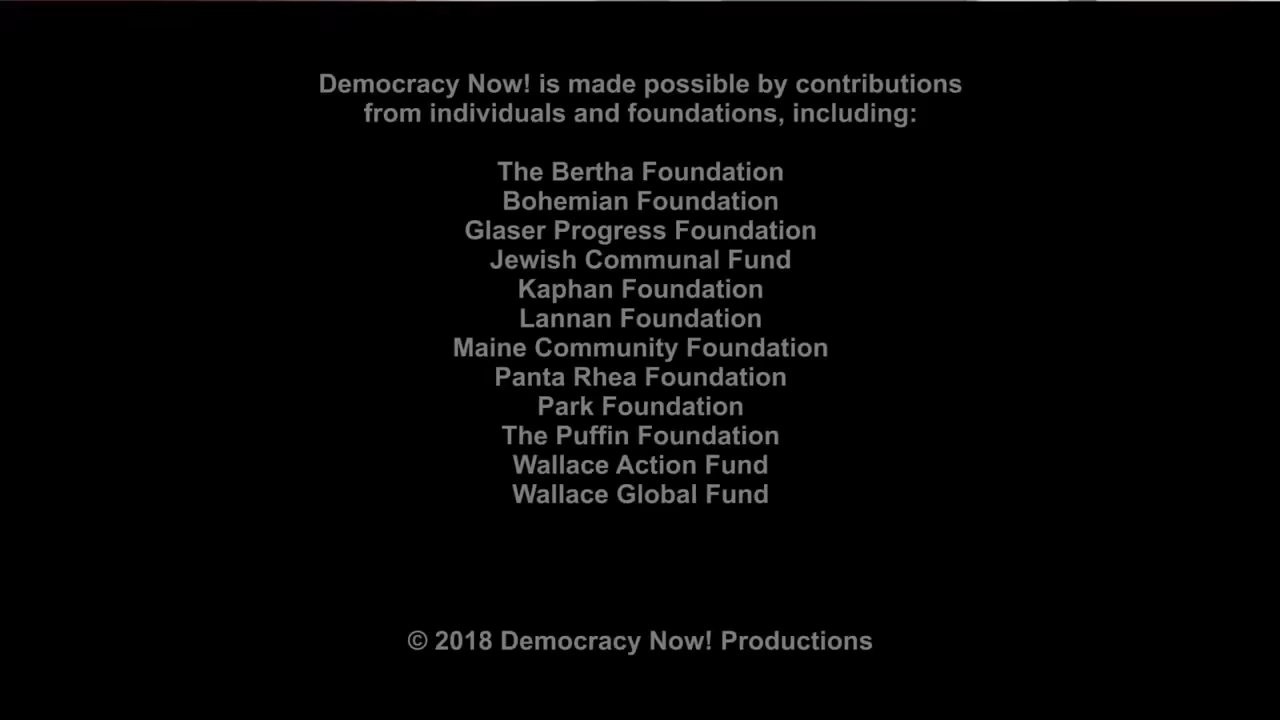 Democracy Now! is made possible by contributions
from individuals and foundations, including:
The Bertha Foundation
Bohemian Foundation
Glaser Progress Foundation
Jewish Communal Fund
Kaphan Foundation
Lannan Foundation
Maine Community Foundation
Panta Rhea Foundation
Park Foundation
The Puffin Foundation
Wallace Action Fund
Wallace Global Fund
© 2018 Democracy Now! Productions